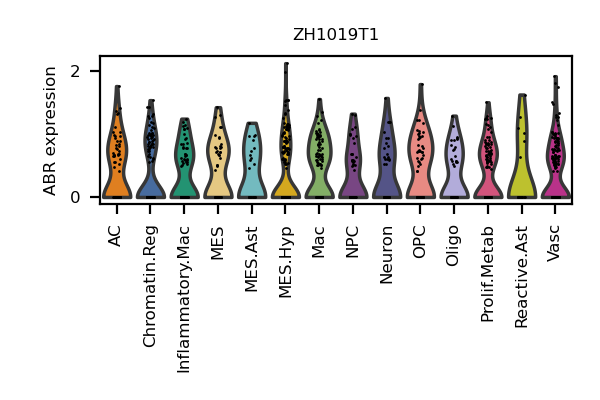 ZH1019T1
ABR expression
2
0
AC
Chromatin.Reg
Inflammatory.Mac
MES
MES.Ast
MES.Hyp
Mac
NPC
Neuron
OPC
Oligo
Prolif.Metab
Reactive.Ast
Vasc